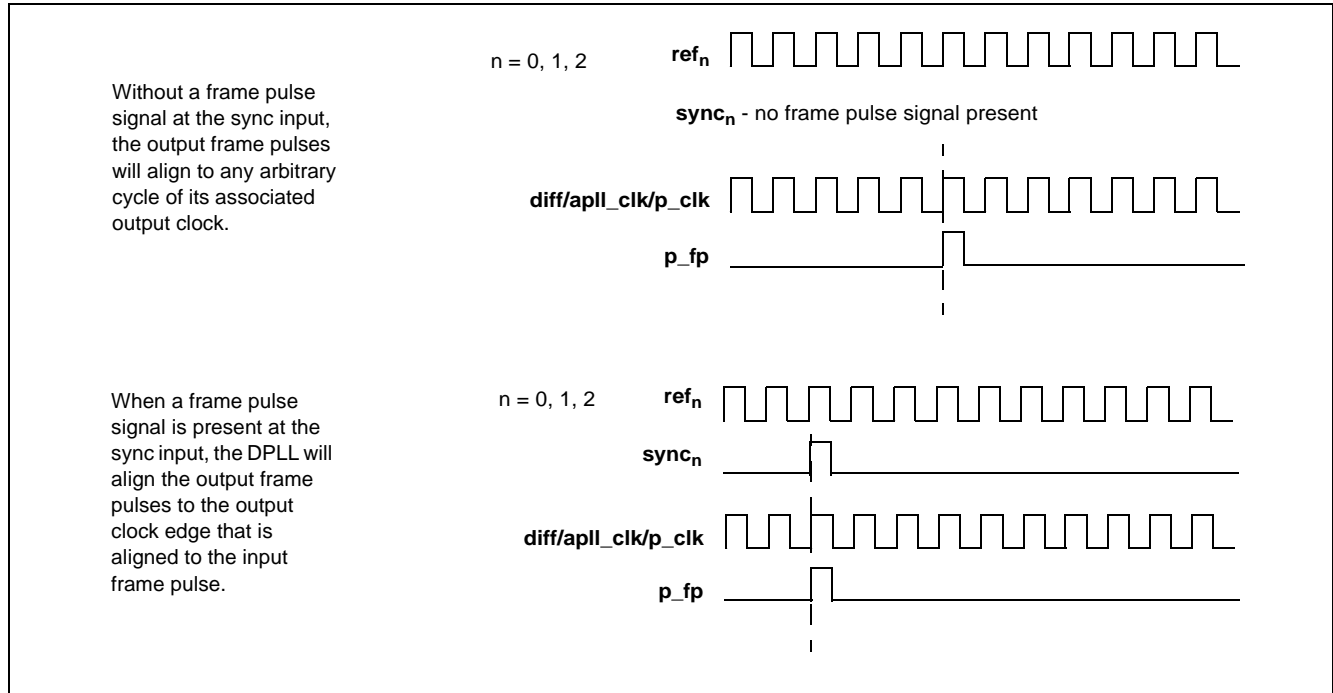 Without a frame pulse
signal at the sync input,
the output frame pulses
will align to any arbitrary
cycle of its associated
output clock.
n = 0, 1, 2
refn
syncn - no frame pulse signal present
diff/apll_clk/p_clk
p_fp
When a frame pulse
signal is present at the
sync input, the DPLL will
align the output frame
pulses to the output
clock edge that is
aligned to the input
frame pulse.
n = 0, 1, 2
refn
syncn
diff/apll_clk/p_clk
p_fp